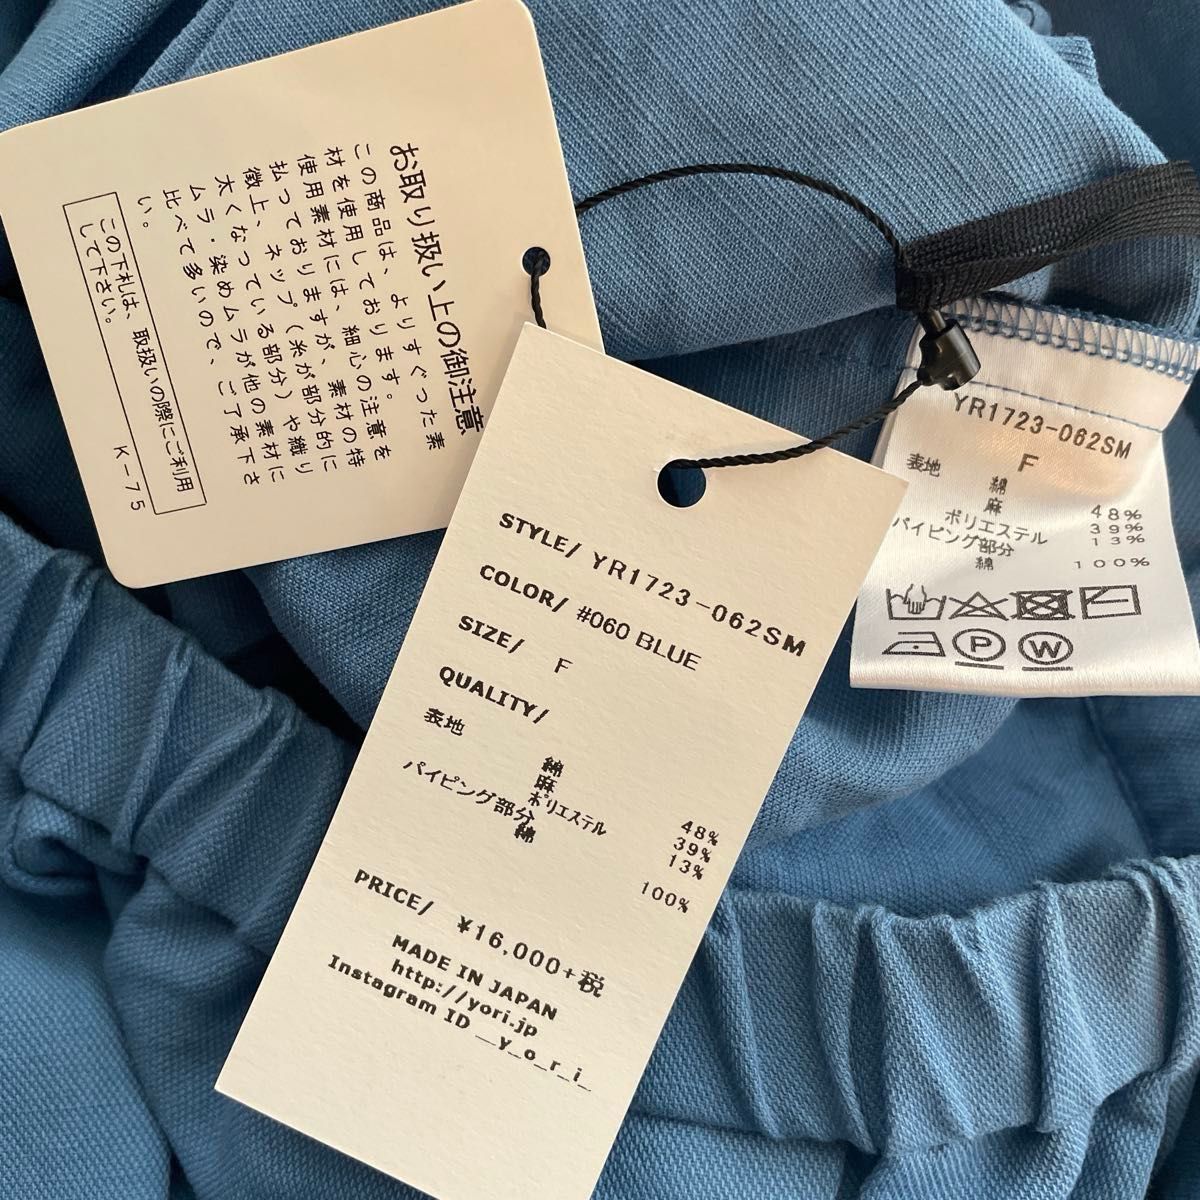 お取り扱い上の御注意
この商品は、よりすぐった素
材を使用しております。
使用素材には、細心の注意を
払っておりますが、素材の特
徴上、ネップ（糸が部分的に
太くなっている部分）や織り
ムラ・染めムラが他の素材に
比べて多いので、ご了承下さ
い。
この下札は、取扱いの際にご利用
して下さい。
K-75
STYLE/ YR1723-062SM
COLOR/ #060 BLUE
SIZE/ F
QUALITY/
表地
綿 48%
麻 39%
ポリエステル 13%
パイピング部分
綿 100%
PRICE/ ¥16,000+税
MADE IN JAPAN
http://yori.jp
Instagram ID _y_o_r_i_
YR1723-062SM
F
表地
綿 48%
麻 39%
ポリエステル 13%
パイピング部分
綿 100%
P
W